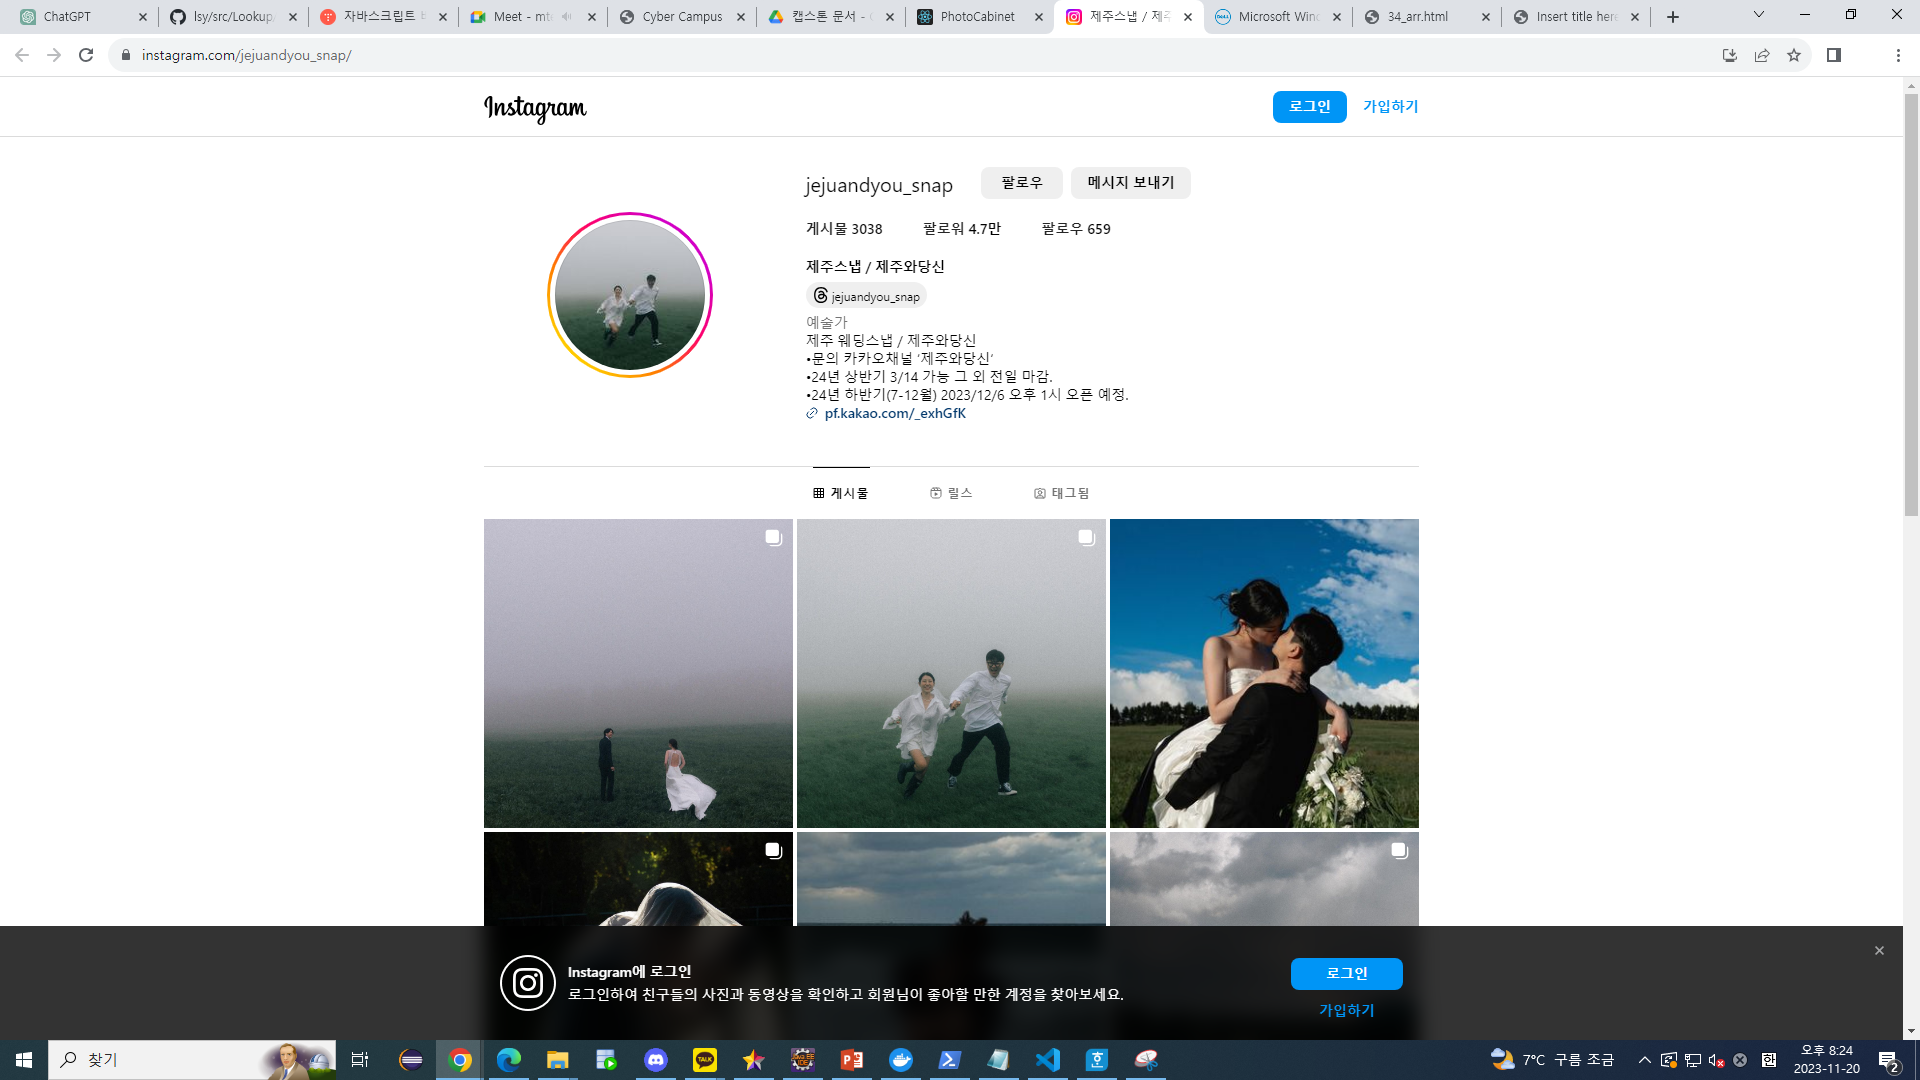 ChatGPT
lsy/src/Lookup
자바스크립트
Meet -
Cyber Campus
캡스톤 문서 -
PhotoCabinet
제주스냅 / 제주
Microsoft Wind
34_arr.html
Insert title here
instagram.com/jejuandyou_snap/
Instagram
로그인
가입하기
jejuandyou_snap
팔로우
메시지 보내기
게시물 3038
팔로워 4.7만
팔로우 659
제주스냅 / 제주와당신
jejuandyou_snap
예술가
제주 웨딩스냅 / 제주와당신
•문의 카카오채널 ‘제주와당신’
•24년 상반기 3/14 가능 그 외 전일 마감.
•24년 하반기(7-12월) 2023/12/6 오후 1시 오픈 예정.
pf.kakao.com/_exhGfK
게시물
릴스
태그됨
Instagram에 로그인
로그인하여 친구들의 사진과 동영상을 확인하고 회원님이 좋아할 만한 계정을 찾아보세요.
로그인
가입하기
찾기
TALK
7°C 구름 조금
한
오후 8:24
2023-11-20
2